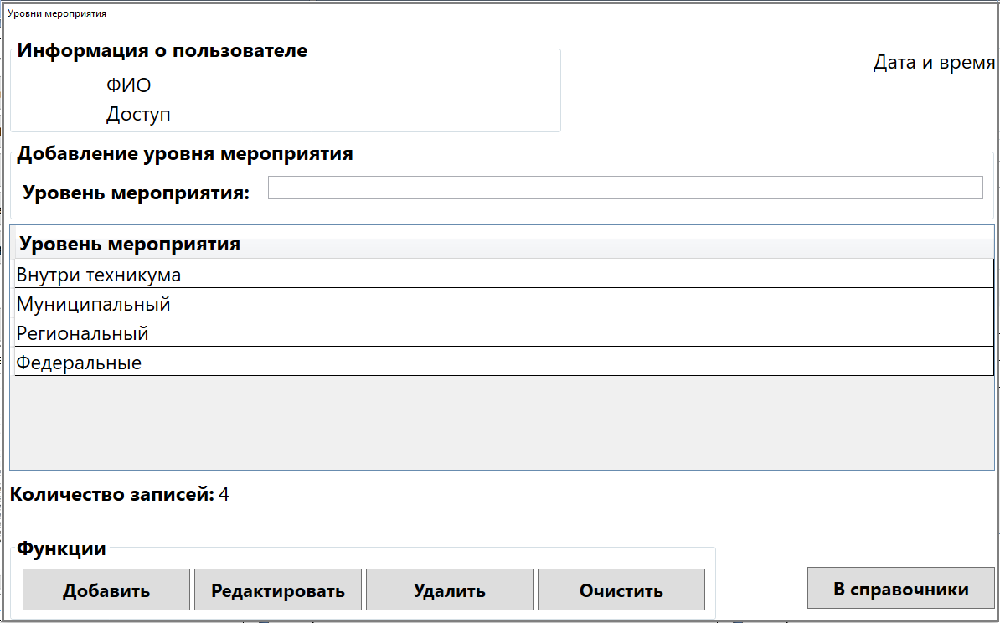 Уровни мероприятия
Информация о пользователе
Дата и время
ФИО
Доступ
Добавление уровня мероприятия
Уровень мероприятия:
Уровень мероприятия
Внутри техникума
Муниципальный
Региональный
Федеральные
Количество записей: 4
Функции
Добавить Редактировать Удалить Очистить В справочники